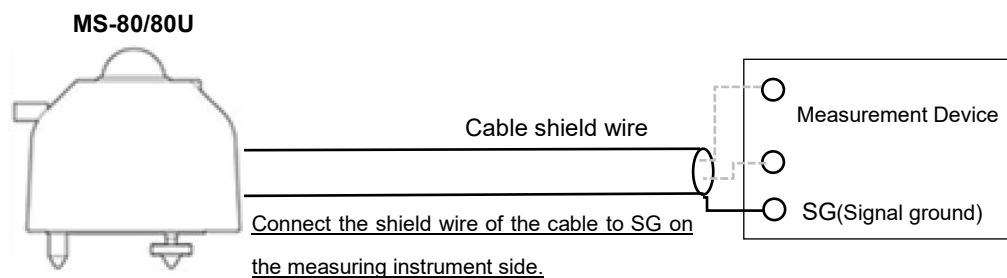 MS-80/80U
Measurement Device
Cable shield wire
SG(Signal ground)
Connect the shield wire of the cable to SG on
the measuring instrument side.